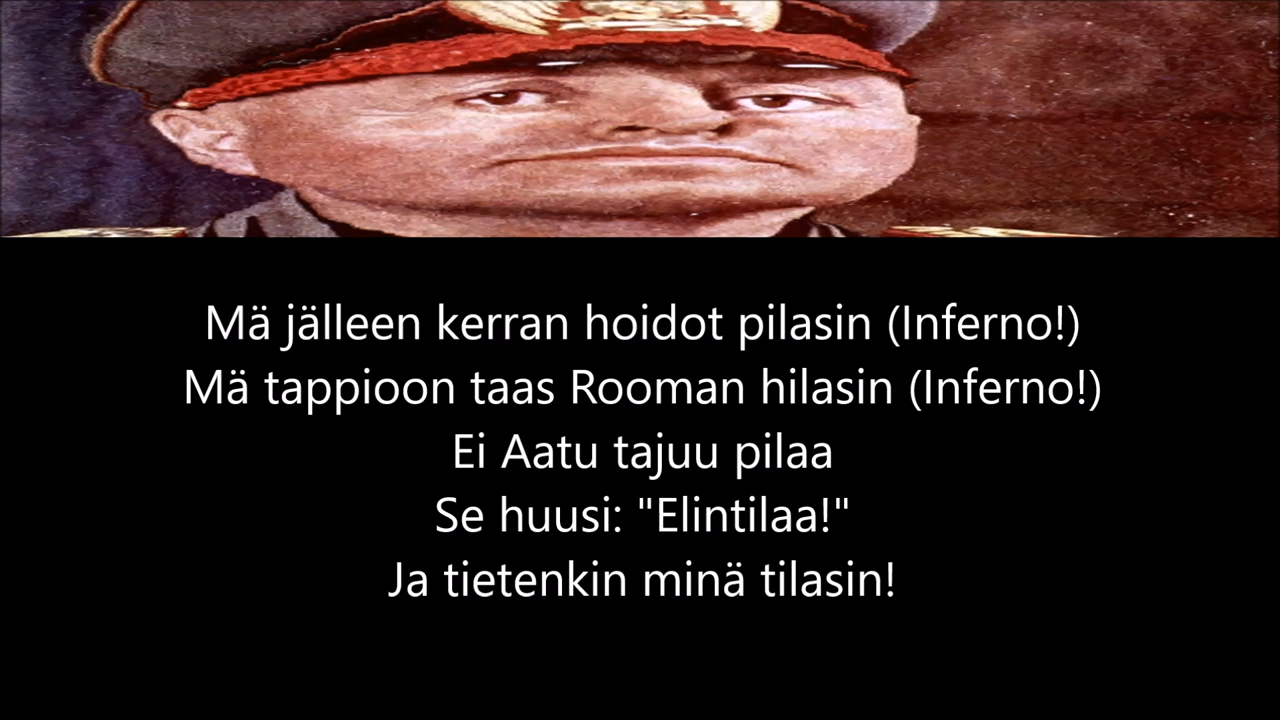 Mä jälleen kerran hoidot pilasin (Inferno!)
Mä tappioon taas Rooman hilasin (Inferno!)
Ei Aatu tajuu pilaa
Se huusi: "Elintilaa!"
Ja tietenkin minä tilasin!